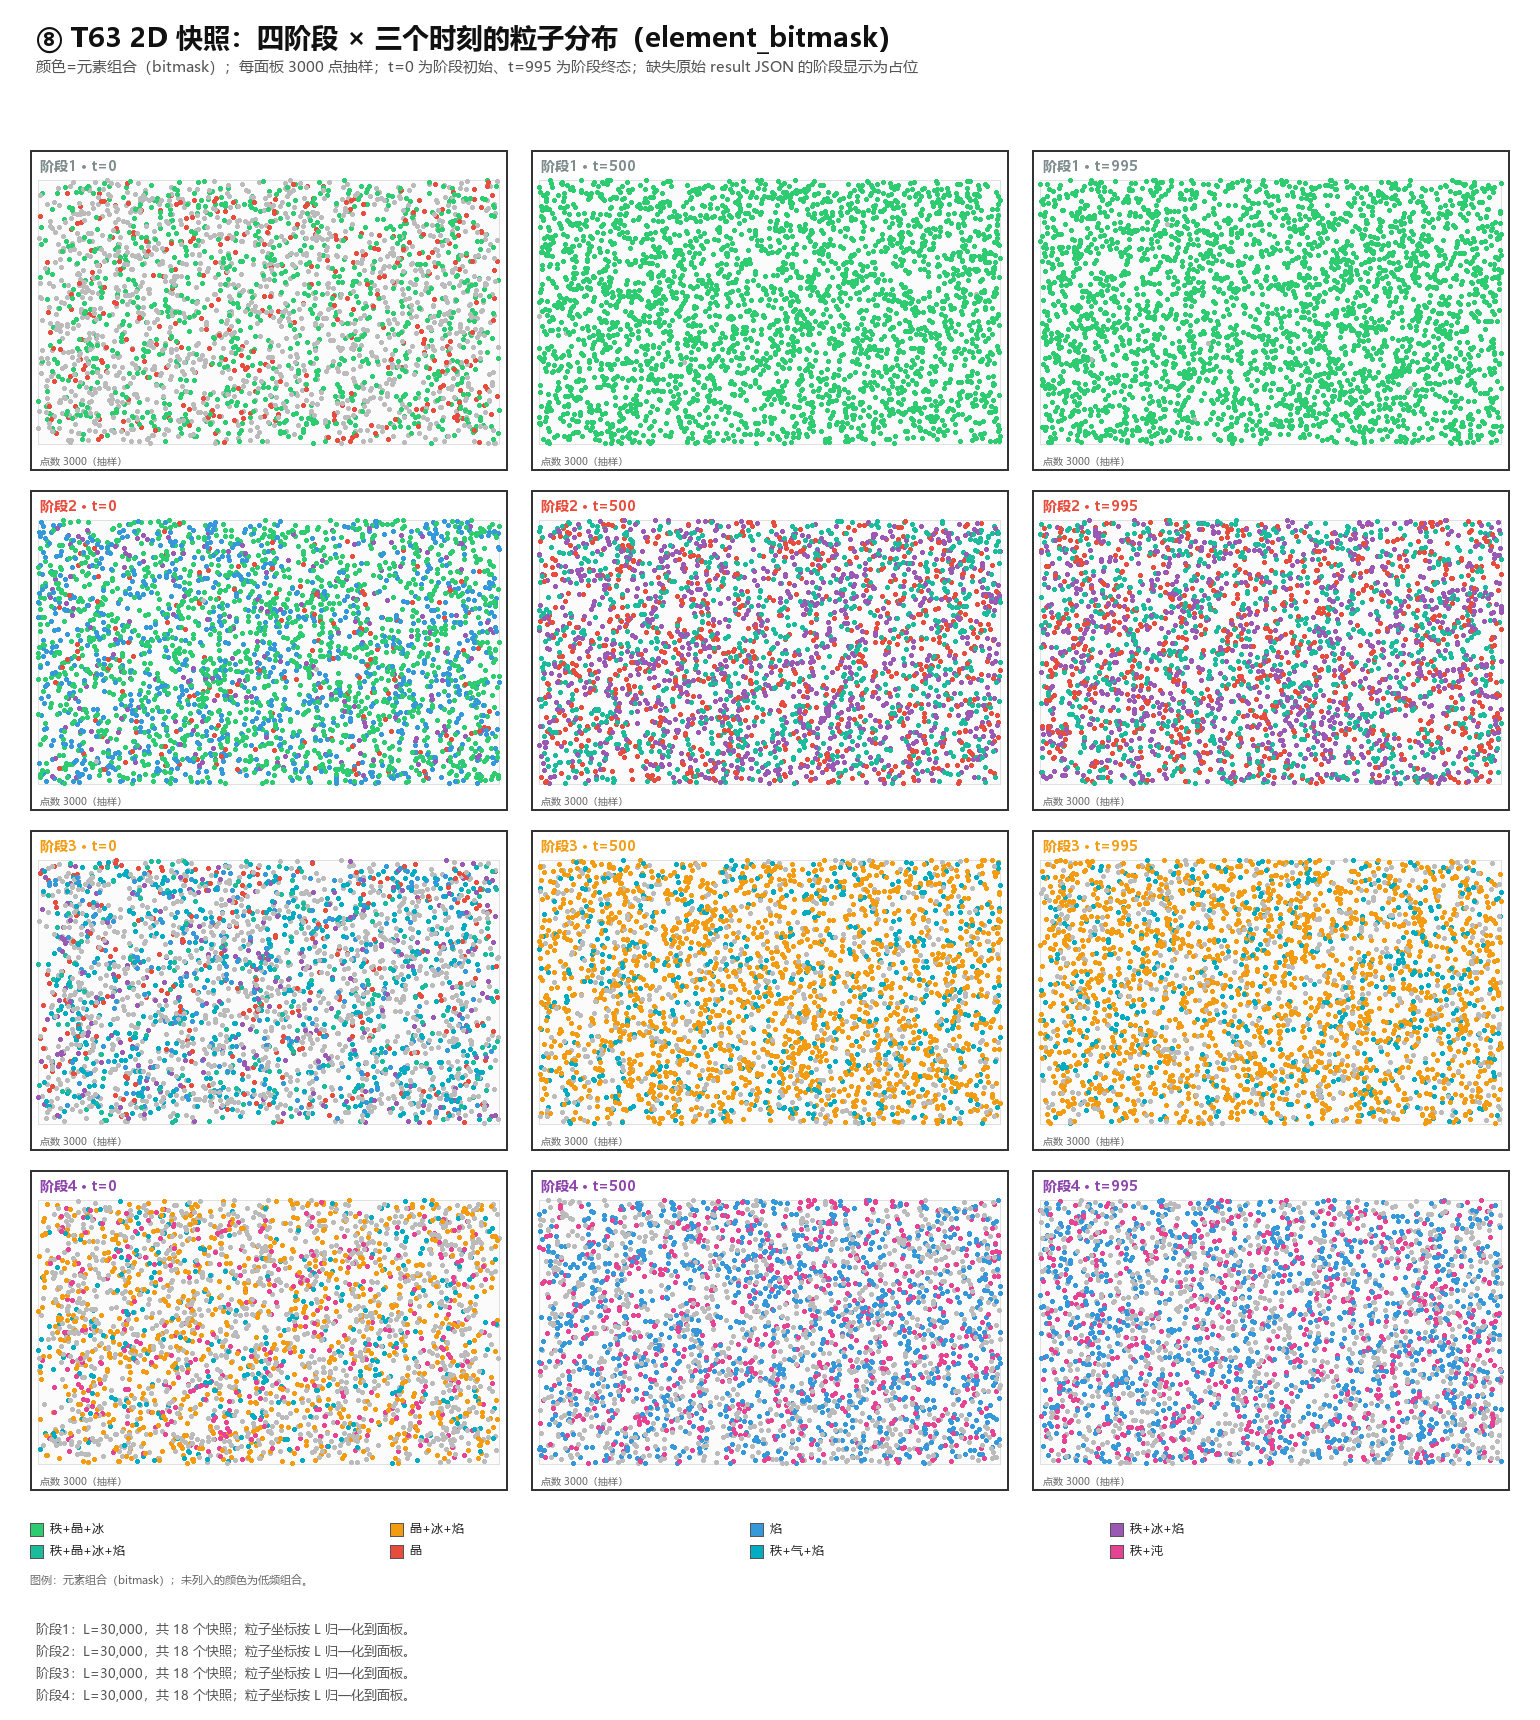 ⑧ T63 2D 快照：四阶段 × 三个时刻的粒子分布（element_bitmask）
颜色=元素组合（bitmask）；每面板 3000 点抽样；t=0 为阶段初始、t=995 为阶段终态；缺失原始 result JSON 的阶段显示为占位
阶段1 • t=0
阶段1 • t=500
阶段1 • t=995
点数 3000（抽样）
点数 3000（抽样）
点数 3000（抽样）
阶段2 • t=0
阶段2 • t=500
阶段2 • t=995
点数 3000（抽样）
点数 3000（抽样）
点数 3000（抽样）
阶段3 • t=0
阶段3 • t=500
阶段3 • t=995
点数 3000（抽样）
点数 3000（抽样）
点数 3000（抽样）
阶段4 • t=0
阶段4 • t=500
阶段4 • t=995
点数 3000（抽样）
点数 3000（抽样）
点数 3000（抽样）
秩+皛+冰
皛+冰+焰
焰
秩+冰+焰
秩+皛+冰+焰
皛
秩+气+焰
秩+沌
图例：元素组合（bitmask）；未列入的颜色为低频组合。
阶段1：L=30,000，共 18 个快照；粒子坐标按 L 归一化到面板。
阶段2：L=30,000，共 18 个快照；粒子坐标按 L 归一化到面板。
阶段3：L=30,000，共 18 个快照；粒子坐标按 L 归一化到面板。
阶段4：L=30,000，共 18 个快照；粒子坐标按 L 归一化到面板。